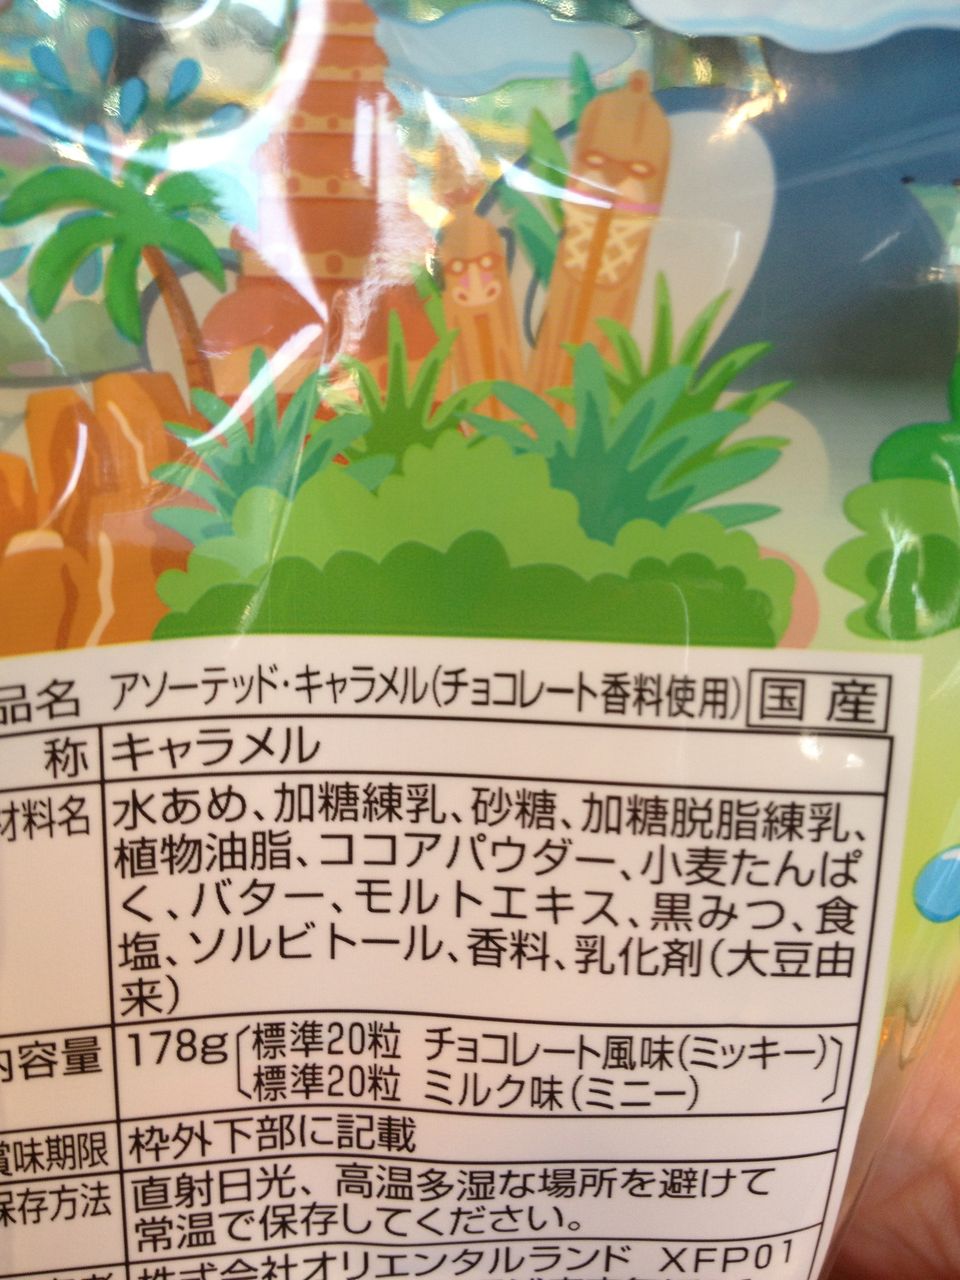 品名 アソーテッド・キャラメル(チョコレート香料使用) 国産
称 キャラメル
材料名 水あめ、加糖練乳、砂糖、加糖脱脂練乳、
植物油脂、ココアパウダー、小麦たんぱ
く、バター、モルトエキス、黒みつ、食
塩、ソルビトール、香料、乳化剤(大豆由
来)
内容量 178g 標準20粒 チョコレート風味(ミッキー)
標準20粒 ミルク味(ミニー)
賞味期限 枠外下部に記載
保存方法 直射日光、高温多湿な場所を避けて
常温で保存してください。
株式会社オリエンタルランド XFP01